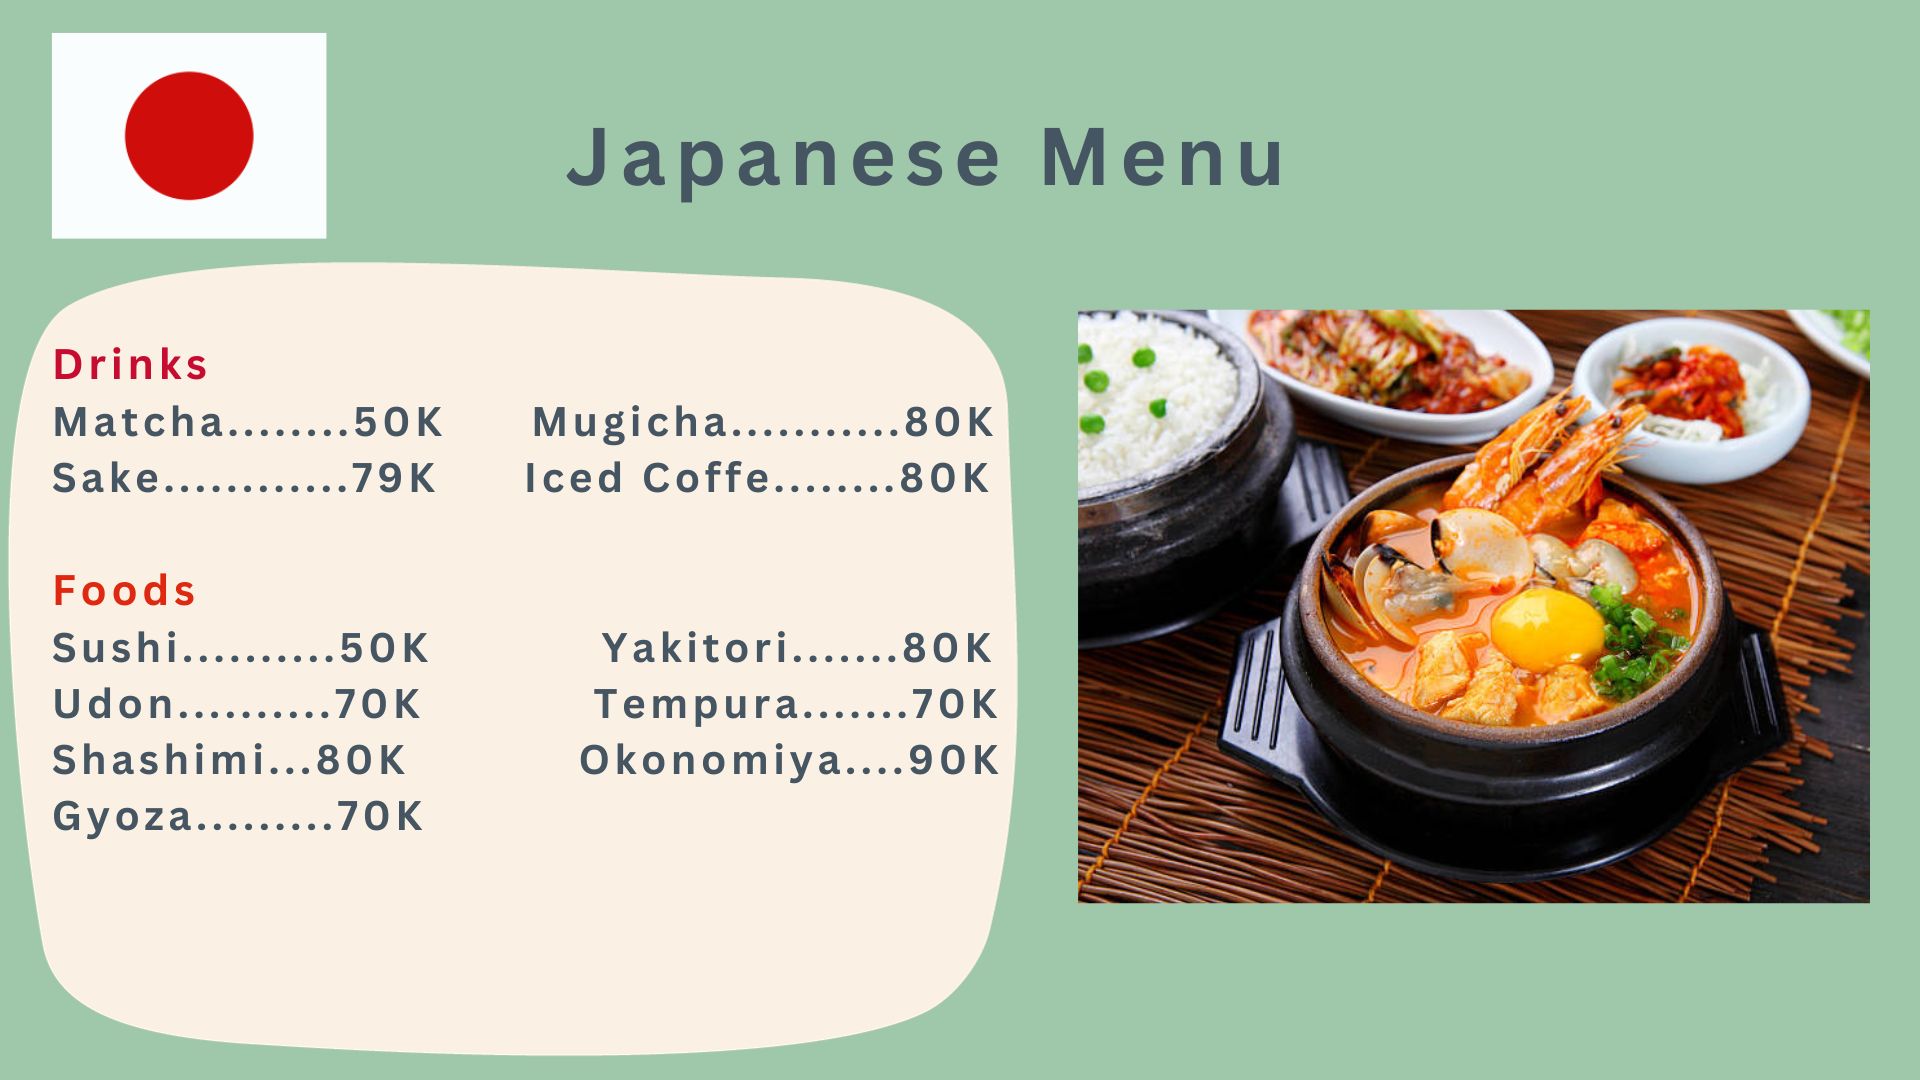 Japanese Menu
Drinks
Matcha........50K Mugicha...........80K
Sake............79K Iced Coffe........80K
Foods
Sushi..........50K Yakitori.......80K
Udon..........70K Tempura.......70K
Shashimi...80K Okonomiya....90K
Gyoza.........70K